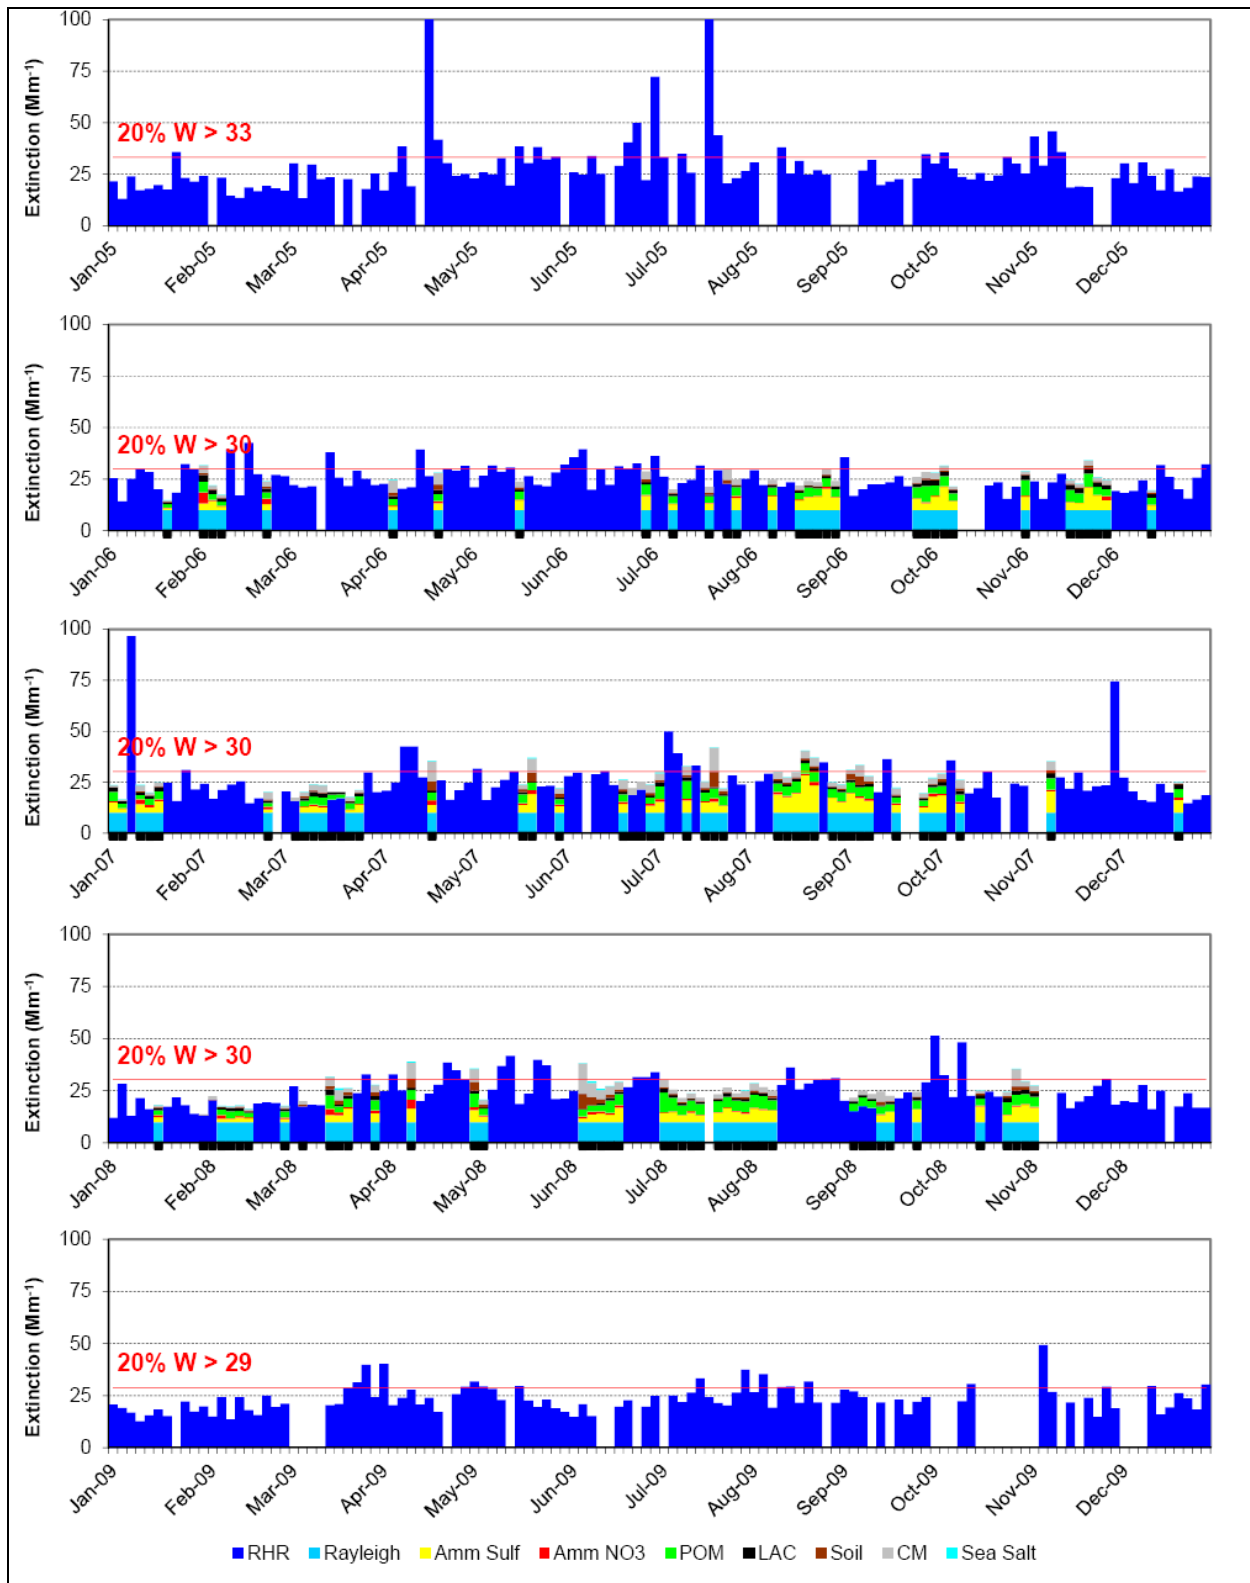 Extinction (Mm⁻¹)
100
75
50
25
0
20% W > 33
Jan-05 Feb-05 Mar-05 Apr-05 May-05 Jun-05 Jul-05 Aug-05 Sep-05 Oct-05 Nov-05 Dec-05
Extinction (Mm⁻¹)
100
75
50
25
0
20% W > 30
Jan-06 Feb-06 Mar-06 Apr-06 May-06 Jun-06 Jul-06 Aug-06 Sep-06 Oct-06 Nov-06 Dec-06
Extinction (Mm⁻¹)
100
75
50
25
0
20% W > 30
Jan-07 Feb-07 Mar-07 Apr-07 May-07 Jun-07 Jul-07 Aug-07 Sep-07 Oct-07 Nov-07 Dec-07
Extinction (Mm⁻¹)
100
75
50
25
0
20% W > 30
Jan-08 Feb-08 Mar-08 Apr-08 May-08 Jun-08 Jul-08 Aug-08 Sep-08 Oct-08 Nov-08 Dec-08
Extinction (Mm⁻¹)
100
75
50
25
0
20% W > 29
Jan-09 Feb-09 Mar-09 Apr-09 May-09 Jun-09 Jul-09 Aug-09 Sep-09 Oct-09 Nov-09 Dec-09
RHR Rayleigh Amm Sulf Amm NO3 POM LAC Soil CM Sea Salt